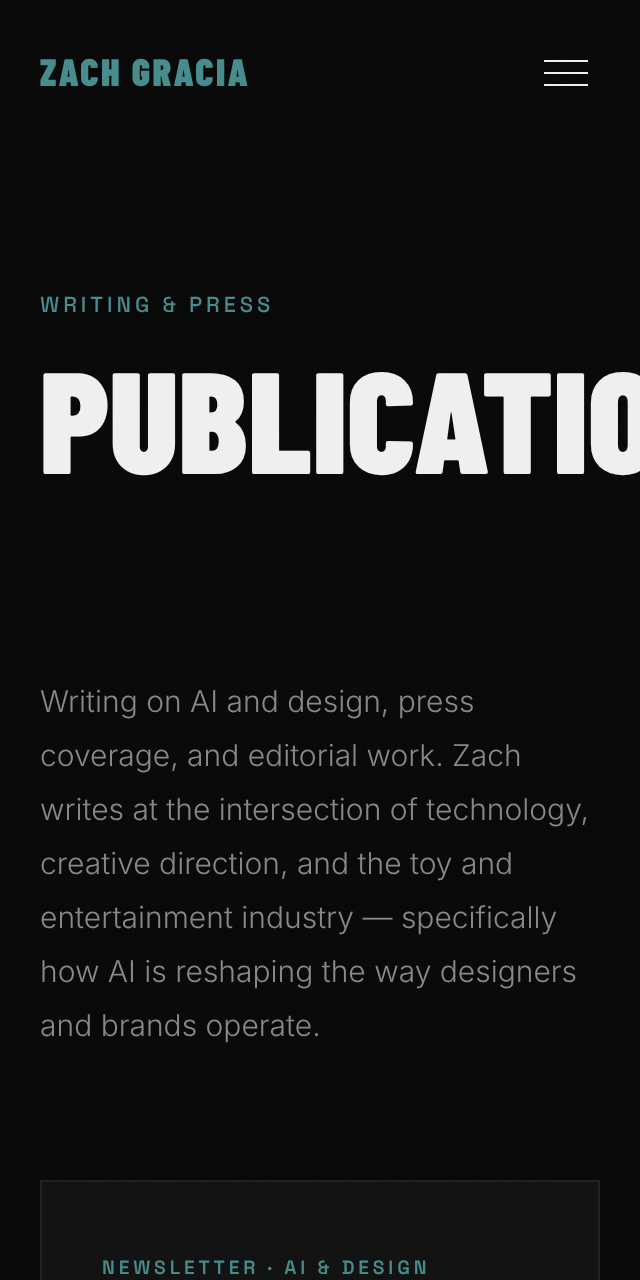 ZACH GRACIA
WRITING & PRESS
PUBLICATIO
Writing on AI and design, press
coverage, and editorial work. Zach
writes at the intersection of technology,
creative direction, and the toy and
entertainment industry — specifically
how AI is reshaping the way designers
and brands operate.
NEWSLETTER · AI & DESIGN